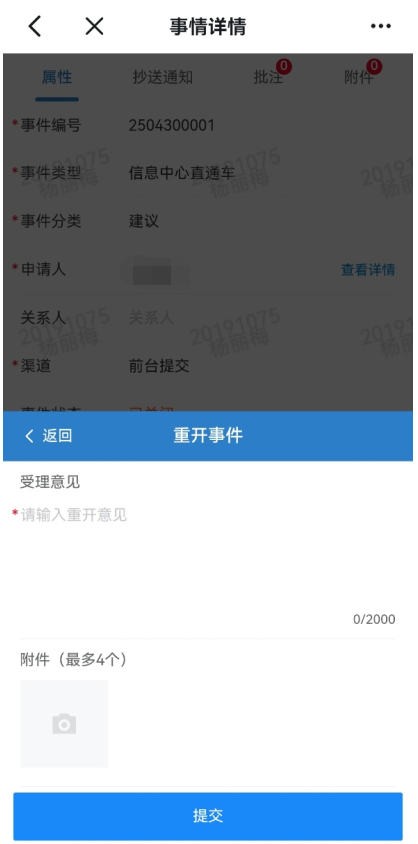 事情详情
属性 抄送通知 批注 0 附件 0
*事件编号 2504300001
*事件类型 信息中心直通车
*事件分类 建议
*申请人 查看详情
关系人 关系人
*渠道 前台提交
20191075
杨丽梅
返回 重开事件
受理意见
*请输入重开意见
0/2000
附件（最多4个）
提交